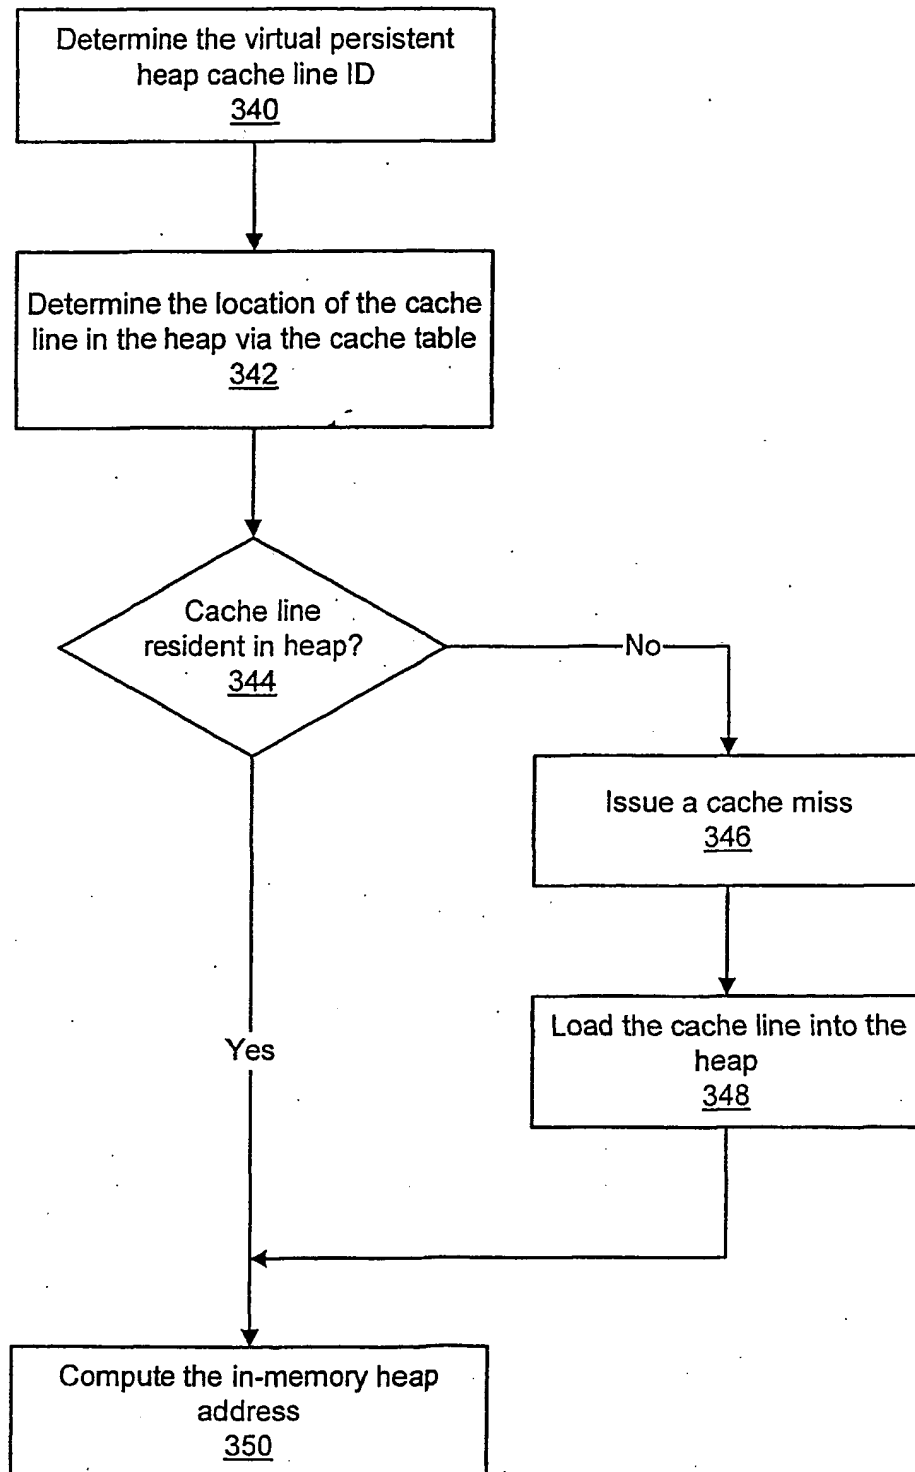 Determine the virtual persistent
heap cache line ID
340
Determine the location of the cache
line in the heap via the cache table
342
Cache line
resident in heap?
344
No
Issue a cache miss
346
Load the cache line into the
heap
348
Yes
Compute the in-memory heap
address
350